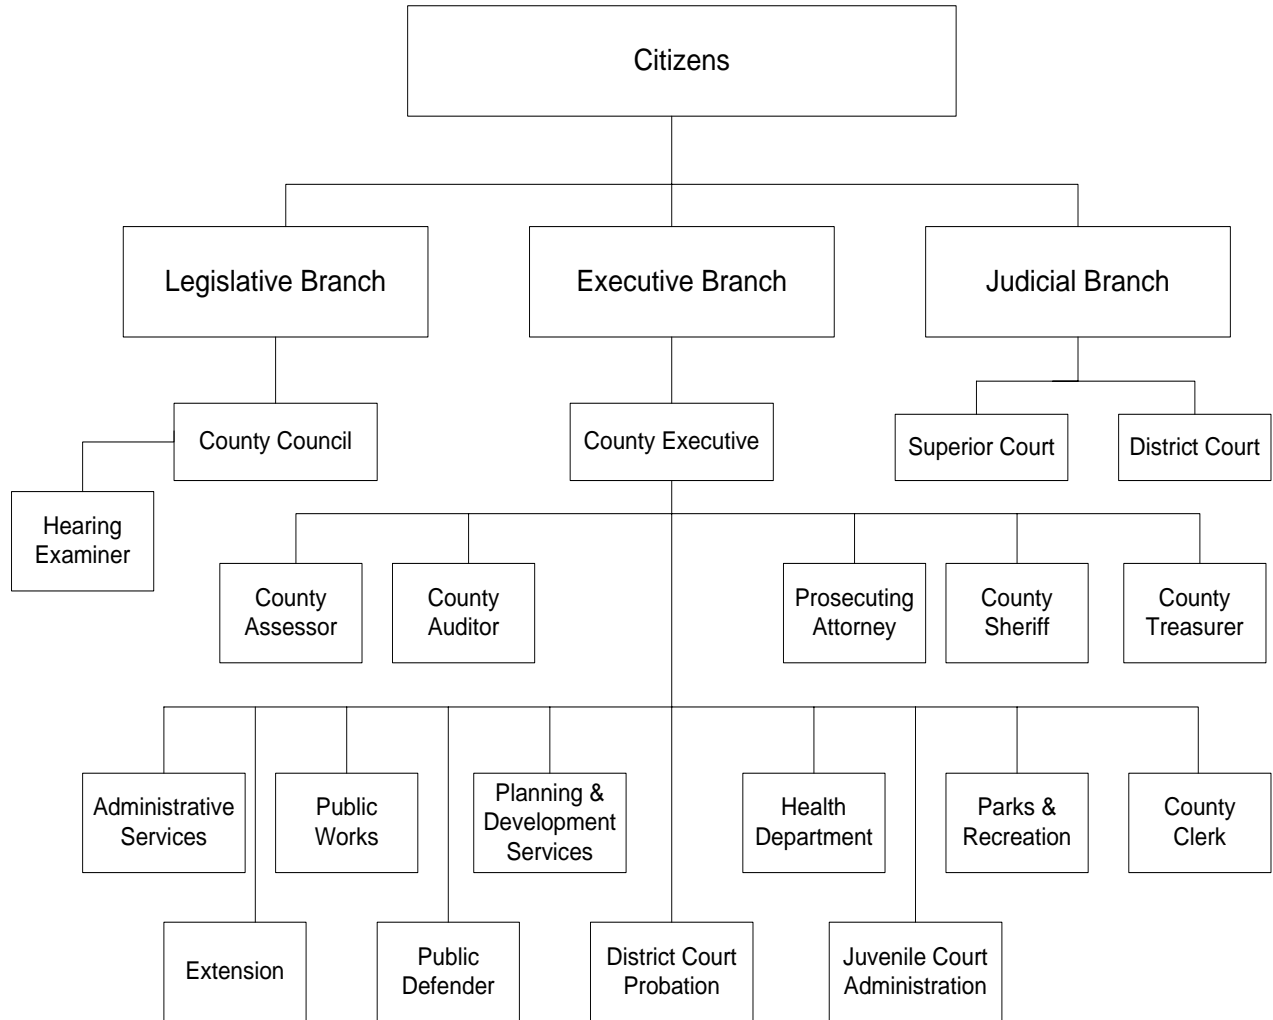 Citizens
Legislative Branch
Executive Branch
Judicial Branch
County Council
County Executive
Superior Court
District Court
Hearing
Examiner
County
Assessor
County
Auditor
Prosecuting
Attorney
County
Sheriff
County
Treasurer
Administrative
Services
Public
Works
Planning &
Development
Services
Health
Department
Parks &
Recreation
County
Clerk
Extension
Public
Defender
District Court
Probation
Juvenile Court
Administration